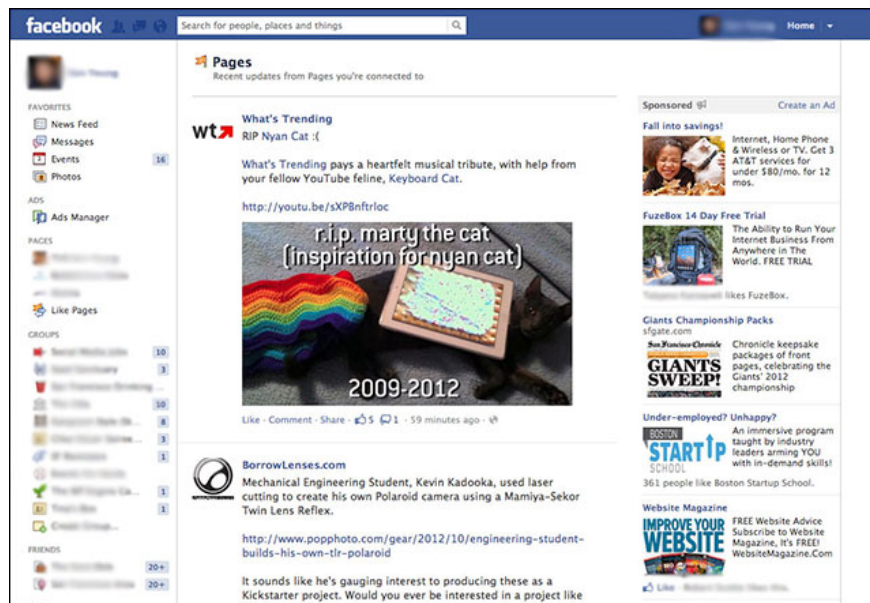 facebook
Search for people, places and things
Home
FAVORITES
News Feed
Messages
Events 16
Photos
ADS
Ads Manager
PAGES
Like Pages
GROUPS
10
3
10
8
3
1
1
1
Create Group...
FRIENDS
20+
20+
Pages
Recent updates from Pages you're connected to
wt
What's Trending
RIP Nyan Cat :(
What's Trending pays a heartfelt musical tribute, with help from
your fellow YouTube feline, Keyboard Cat.
http://youtu.be/sXP8nftrloc
r.i.p. marty the cat
(inspiration for nyan cat)
2009-2012
Like · Comment · Share · 5 1 · 59 minutes ago ·
BorrowLenses.com
Mechanical Engineering Student, Kevin Kadooka, used laser
cutting to create his own Polaroid camera using a Mamiya-Sekor
Twin Lens Reflex.
http://www.popphoto.com/gear/2012/10/engineering-student-
builds-his-own-tlr-polaroid
It sounds like he's gauging interest to producing these as a
Kickstarter project. Would you ever be interested in a project like
Sponsored Create an Ad
Fall into savings!
Internet, Home Phone
& Wireless or TV. Get 3
AT&T services for
under $80/mo. for 12
mos.
FuzeBox 14 Day Free Trial
The Ability to Run Your
Internet Business From
Anywhere in The
World. FREE TRIAL
likes FuzeBox.
Giants Championship Packs
sfgate.com
San Francisco Chronicle
GIANTS
SWEEP!
Chronicle keepsake
packages of front
pages, celebrating the
Giants' 2012
championship
Under-employed? Unhappy?
BOSTON
STARTUP
SCHOOL
An immersive program
taught by industry
leaders arming YOU
with in-demand skills!
361 people like Boston Startup School.
Website Magazine
IMPROVE YOUR
WEBSITE
FREE Website Advice
Subscribe to Website
Magazine, It's FREE!
WebsiteMagazine.Com
Like ·